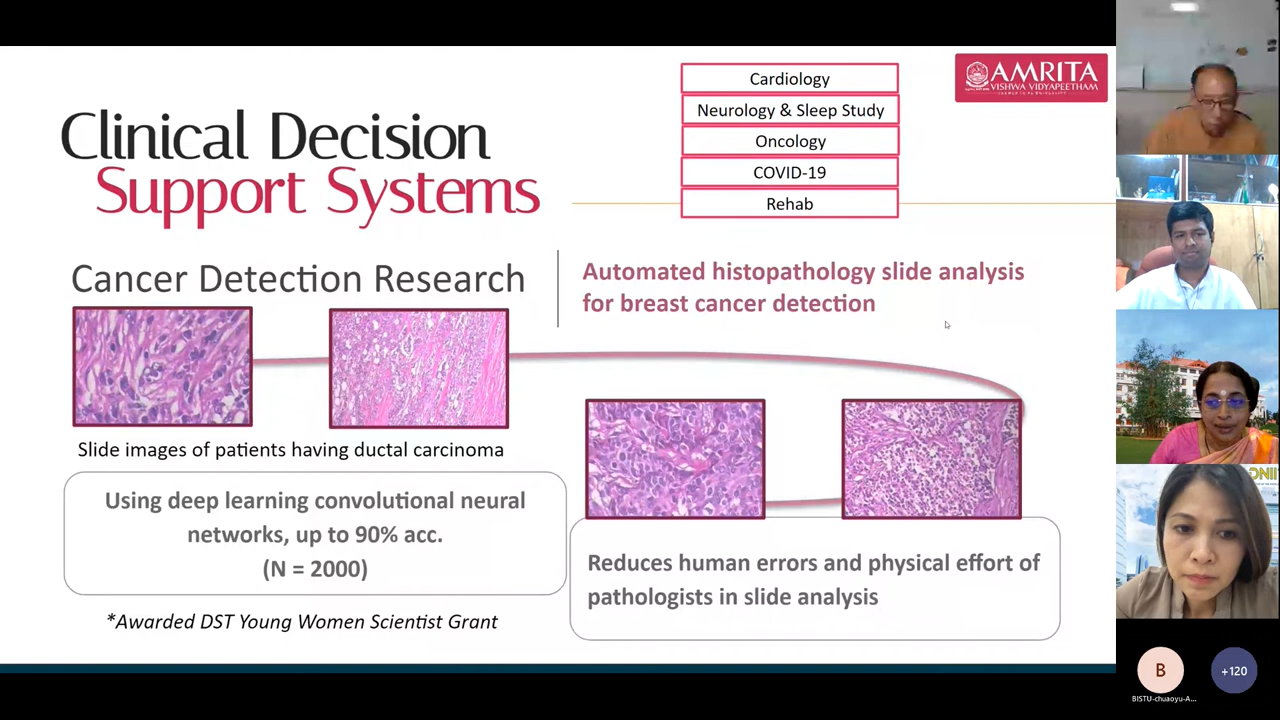 Cardiology
Neurology & Sleep Study
Oncology
COVID-19
Rehab
AMRITA
VISHWA VIDYAPEETHAM
Clinical Decision
Support Systems
Cancer Detection Research
Automated histopathology slide analysis
for breast cancer detection
Slide images of patients having ductal carcinoma
Using deep learning convolutional neural
networks, up to 90% acc.
(N = 2000)
Reduces human errors and physical effort of
pathologists in slide analysis
*Awarded DST Young Women Scientist Grant
B
+120
BISTU-chuaoyu-A...